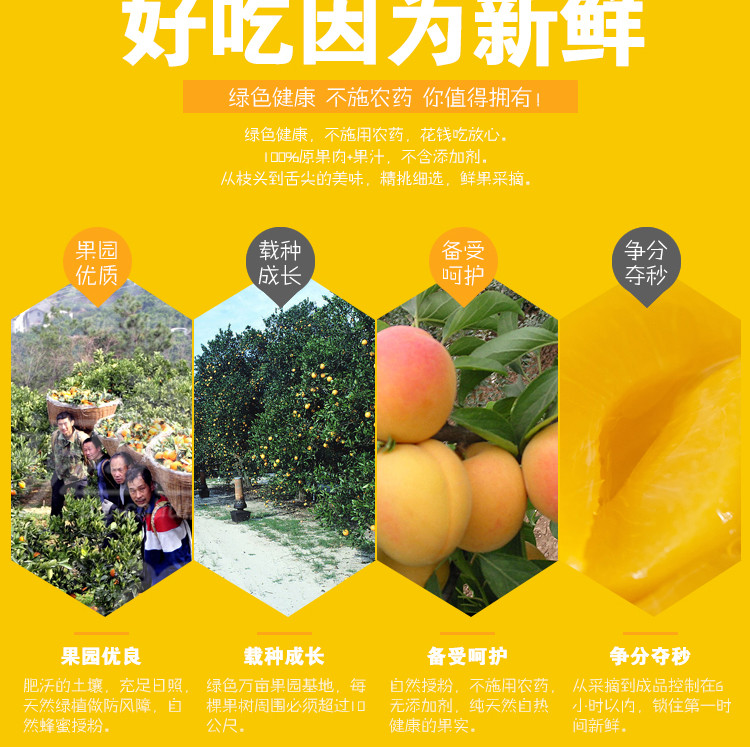 好吃因为新鲜
绿色健康 不施农药 你值得拥有!
绿色健康，不施用农药，花钱吃放心。
100%原果肉+果汁，不含添加剂。
从枝头到舌尖的美味，精挑细选，鲜果采摘。
果园
优质
载种
成长
备受
呵护
争分
夺秒
果园优良
肥沃的土壤，充足日照，
天然绿植做防风障，自
然蜂蜜授粉。
载种成长
绿色万亩果园基地，每
棵果树周围必须超过10
公尺。
备受呵护
自然授粉，不施用农药，
无添加剂，纯天然自热
健康的果实。
争分夺秒
从采摘到成品控制在6
小时以内，锁住第一时
间新鲜。